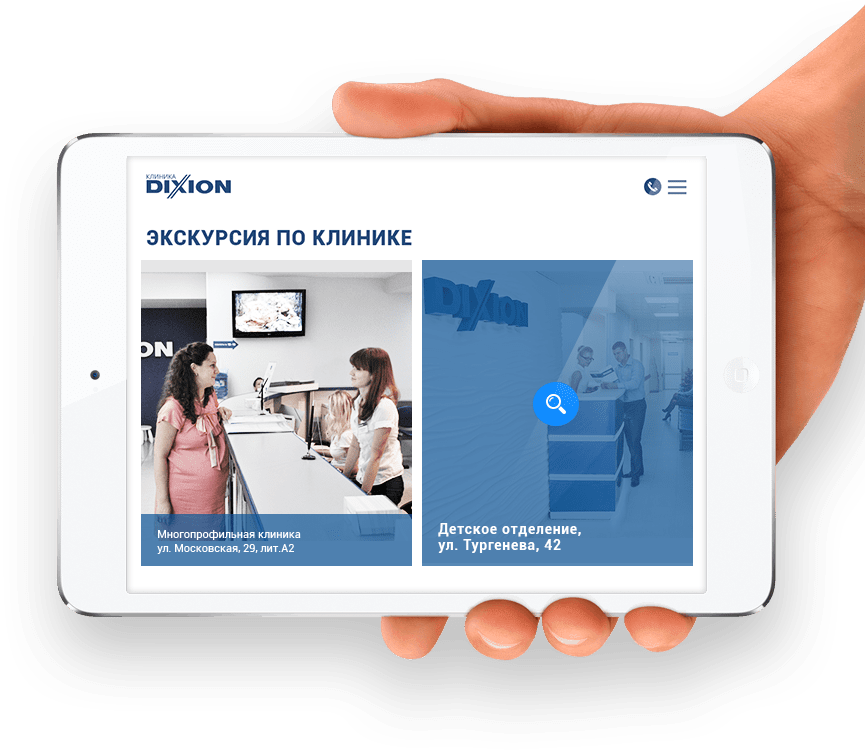 КЛИНИКА
DIXION
ЭКСКУРСИЯ ПО КЛИНИКЕ
ON
DIXION
Многопрофильная клиника
ул. Московская, 29, лит.А2
Детское отделение,
ул. Тургенева, 42